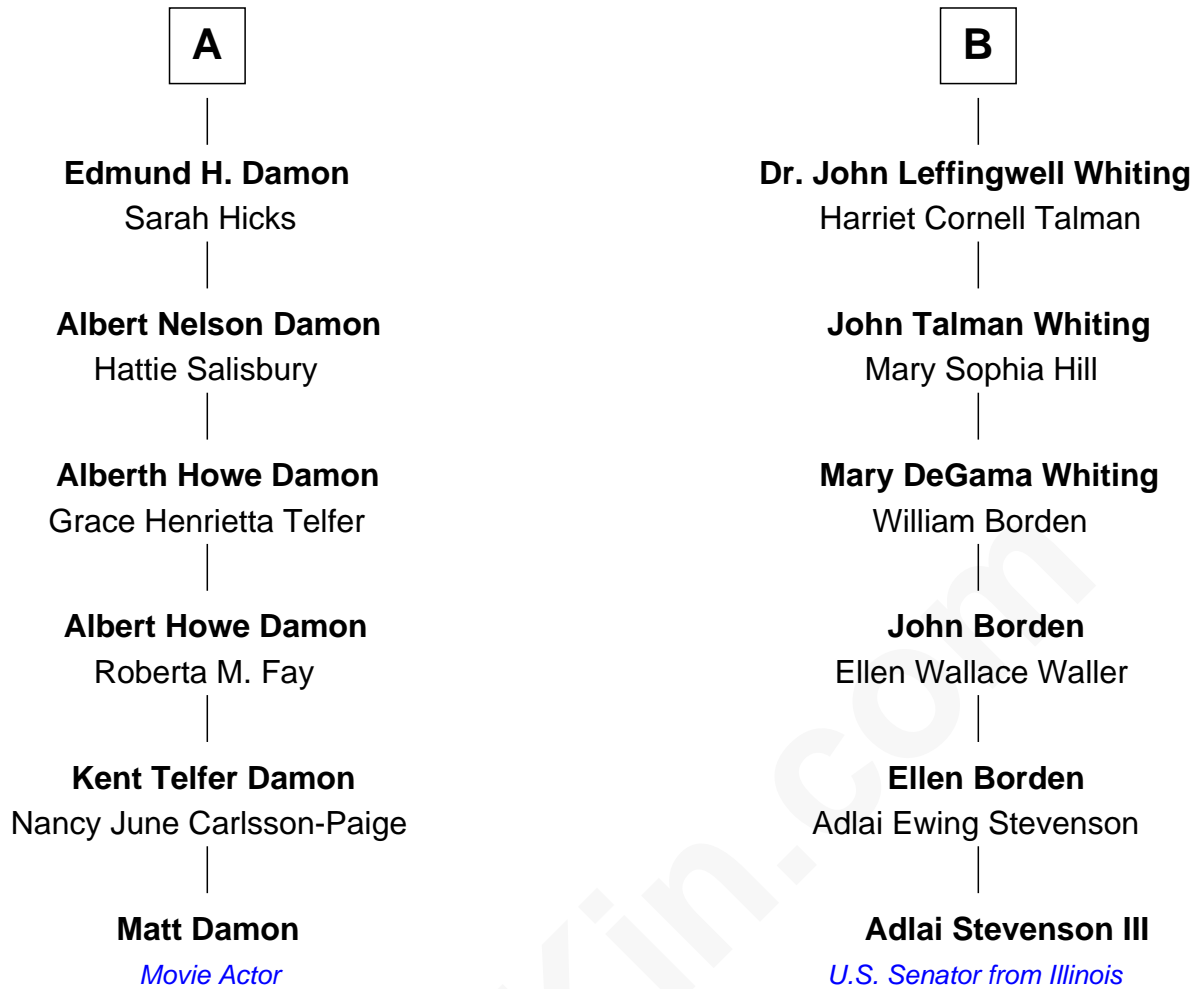 A
B
Edmund H. Damon
Sarah Hicks
Dr. John Leffingwell Whiting
Harriet Cornell Talman
Albert Nelson Damon
Hattie Salisbury
John Talman Whiting
Mary Sophia Hill
Alberth Howe Damon
Grace Henrietta Telfer
Mary DeGama Whiting
William Borden
Albert Howe Damon
Roberta M. Fay
John Borden
Ellen Wallace Waller
Kent Telfer Damon
Nancy June Carlsson-Paige
Ellen Borden
Adlai Ewing Stevenson
Matt Damon
Movie Actor
Adlai Stevenson III
U.S. Senator from Illinois